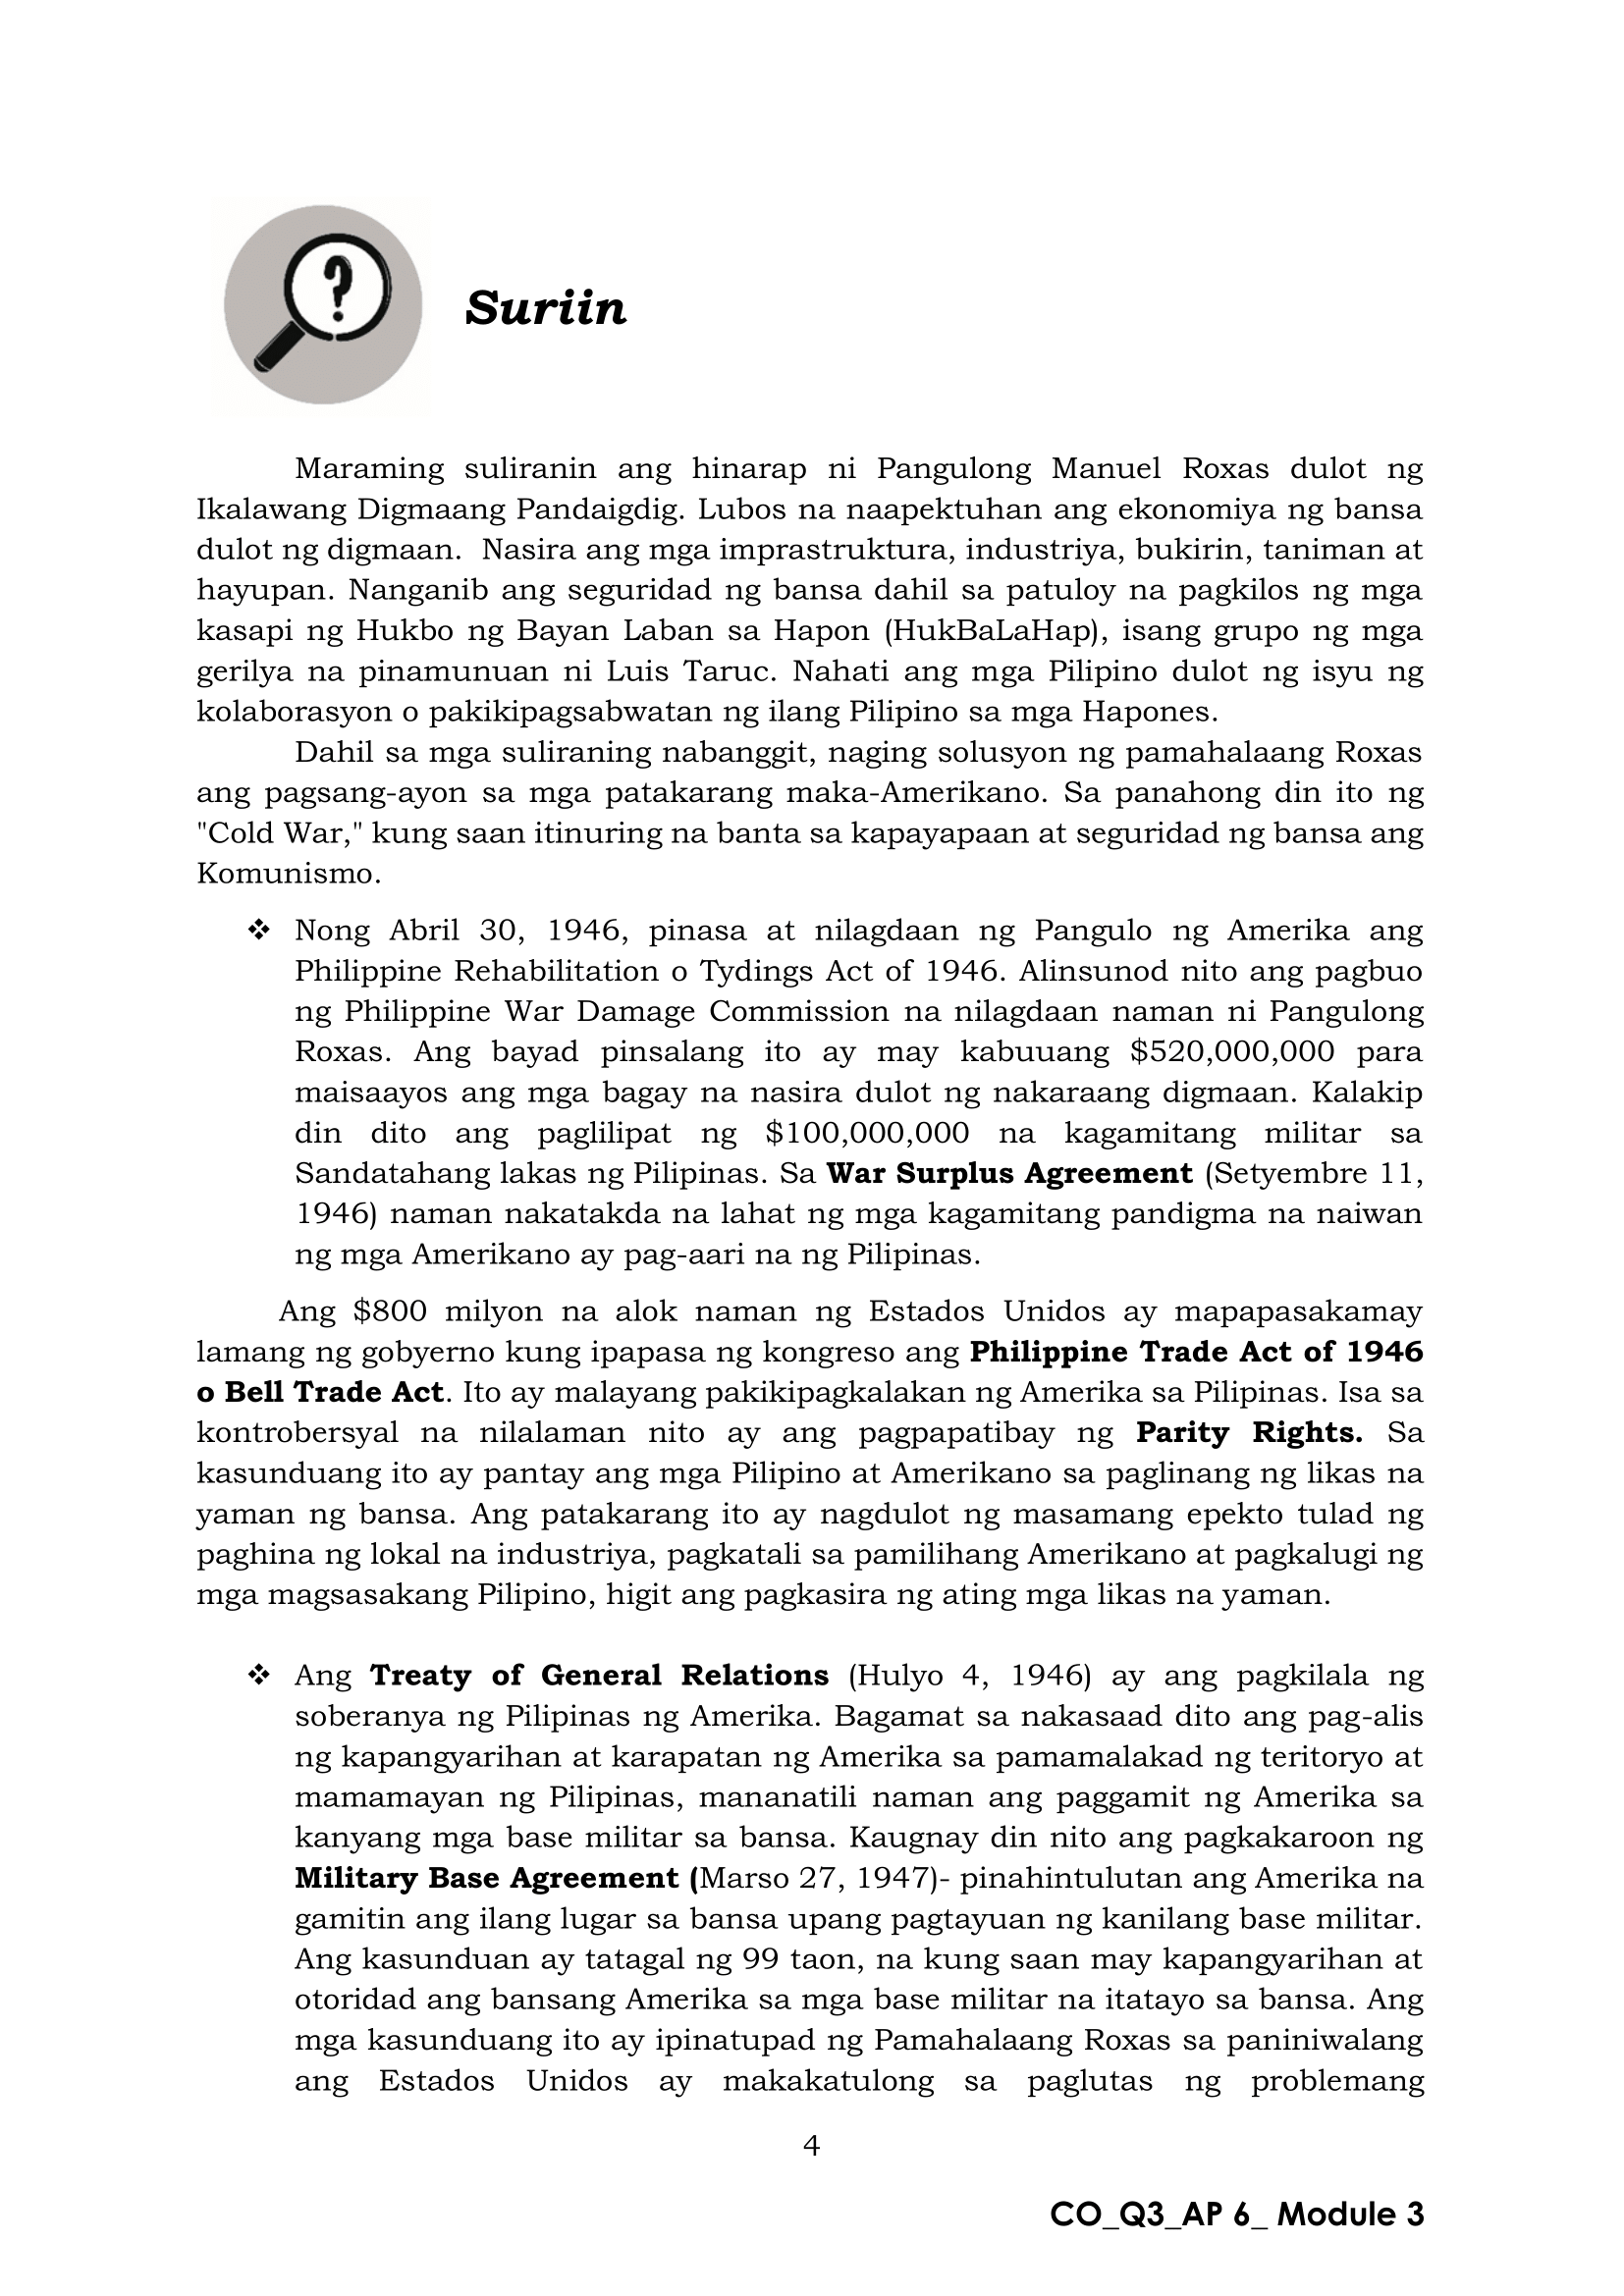 ?
Suriin
Maraming suliranin ang hinarap ni Pangulong Manuel Roxas dulot ng
Ikalawang Digmaang Pandaigdig. Lubos na naapektuhan ang ekonomiya ng bansa
dulot ng digmaan.  Nasira ang mga imprastruktura, industriya, bukirin, taniman at
hayupan. Nanganib ang seguridad ng bansa dahil sa patuloy na pagkilos ng mga
kasapi ng Hukbo ng Bayan Laban sa Hapon (HukBaLaHap), isang grupo ng mga
gerilya na pinamunuan ni Luis Taruc. Nahati ang mga Pilipino dulot ng isyu ng
kolaborasyon o pakikipagsabwatan ng ilang Pilipino sa mga Hapones.
Dahil sa mga suliraning nabanggit, naging solusyon ng pamahalaang Roxas
ang pagsang-ayon sa mga patakarang maka-Amerikano. Sa panahong din ito ng
"Cold War," kung saan itinuring na banta sa kapayapaan at seguridad ng bansa ang
Komunismo.
❖ Nong Abril 30, 1946, pinasa at nilagdaan ng Pangulo ng Amerika ang
Philippine Rehabilitation o Tydings Act of 1946. Alinsunod nito ang pagbuo
ng Philippine War Damage Commission na nilagdaan naman ni Pangulong
Roxas. Ang bayad pinsalang ito ay may kabuuang $520,000,000 para
maisaayos ang mga bagay na nasira dulot ng nakaraang digmaan. Kalakip
din dito ang paglilipat ng $100,000,000 na kagamitang militar sa
Sandatahang lakas ng Pilipinas. Sa War Surplus Agreement (Setyembre 11,
1946) naman nakatakda na lahat ng mga kagamitang pandigma na naiwan
ng mga Amerikano ay pag-aari na ng Pilipinas.
Ang $800 milyon na alok naman ng Estados Unidos ay mapapasakamay
lamang ng gobyerno kung ipapasa ng kongreso ang Philippine Trade Act of 1946
o Bell Trade Act. Ito ay malayang pakikipagkalakan ng Amerika sa Pilipinas. Isa sa
kontrobersyal na nilalaman nito ay ang pagpapatibay ng Parity Rights. Sa
kasunduang ito ay pantay ang mga Pilipino at Amerikano sa paglinang ng likas na
yaman ng bansa. Ang patakarang ito ay nagdulot ng masamang epekto tulad ng
paghina ng lokal na industriya, pagkatali sa pamilihang Amerikano at pagkalugi ng
mga magsasakang Pilipino, higit ang pagkasira ng ating mga likas na yaman.
❖ Ang Treaty of General Relations (Hulyo 4, 1946) ay ang pagkilala ng
soberanya ng Pilipinas ng Amerika. Bagamat sa nakasaad dito ang pag-alis
ng kapangyarihan at karapatan ng Amerika sa pamamalakad ng teritoryo at
mamamayan ng Pilipinas, mananatili naman ang paggamit ng Amerika sa
kanyang mga base militar sa bansa. Kaugnay din nito ang pagkakaroon ng
Military Base Agreement (Marso 27, 1947)- pinahintulutan ang Amerika na
gamitin ang ilang lugar sa bansa upang pagtayuan ng kanilang base militar.
Ang kasunduan ay tatagal ng 99 taon, na kung saan may kapangyarihan at
otoridad ang bansang Amerika sa mga base militar na itatayo sa bansa. Ang
mga kasunduang ito ay ipinatupad ng Pamahalaang Roxas sa paniniwalang
ang Estados Unidos ay makakatulong sa paglutas ng problemang
4
CO_Q3_AP 6_ Module 3